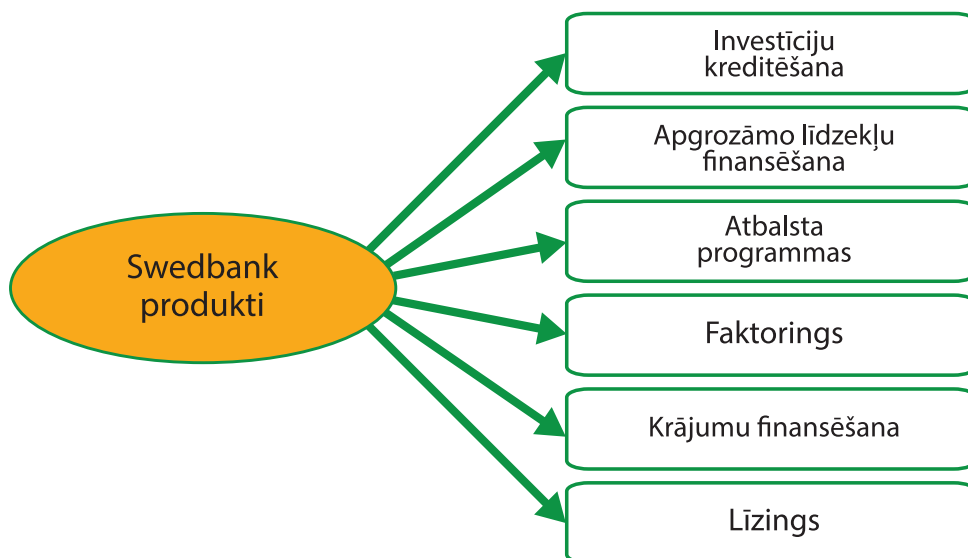 Investīciju
kreditēšana
Apgrozāmo līdzekļu
finansēšana
Atbalsta
programmas
Swedbank
produkti
Faktorings
Krājumu finansēšana
Līzings